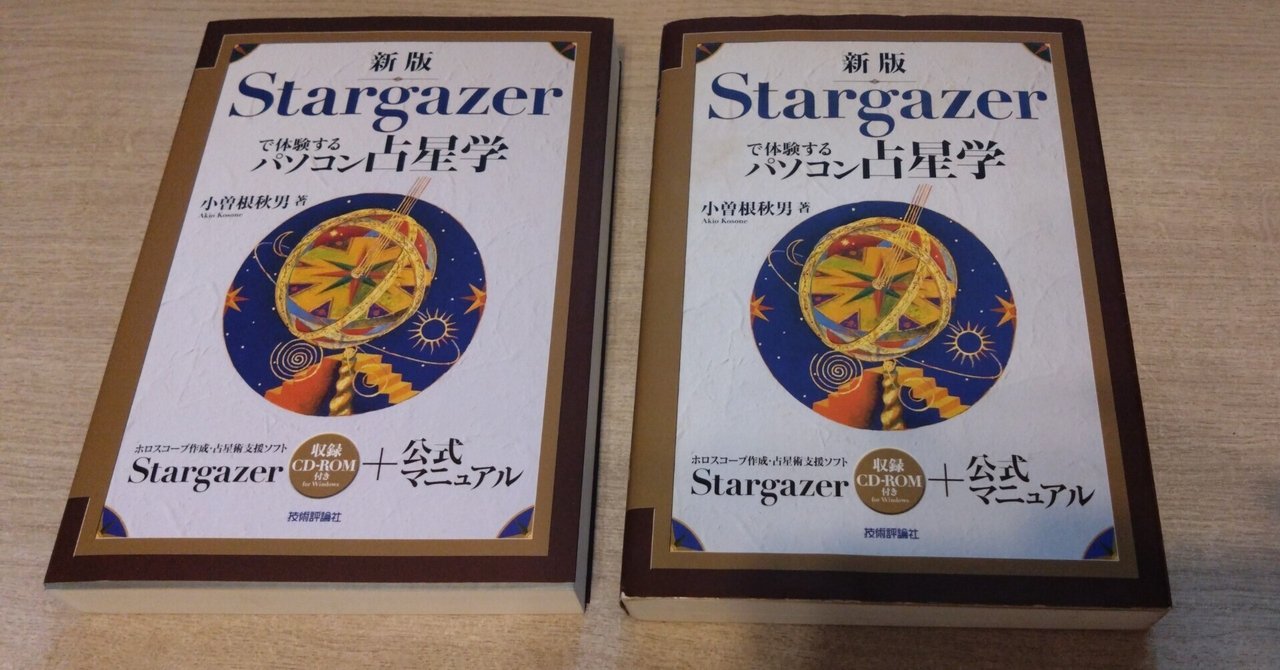 新版
Stargazer
で体験する
パソコン占星学
小曽根秋男 著
Akio Kosone
ホロスコープ作成・占星術支援ソフト
Stargazer
収録
CD-ROM
付き
for Windows
+
公式
マニュアル
技術評論社
新版
Stargazer
で体験する
パソコン占星学
小曽根秋男 著
Akio Kosone
ホロスコープ作成・占星術支援ソフト
Stargazer
収録
CD-ROM
付き
for Windows
+
公式
マニュアル
技術評論社